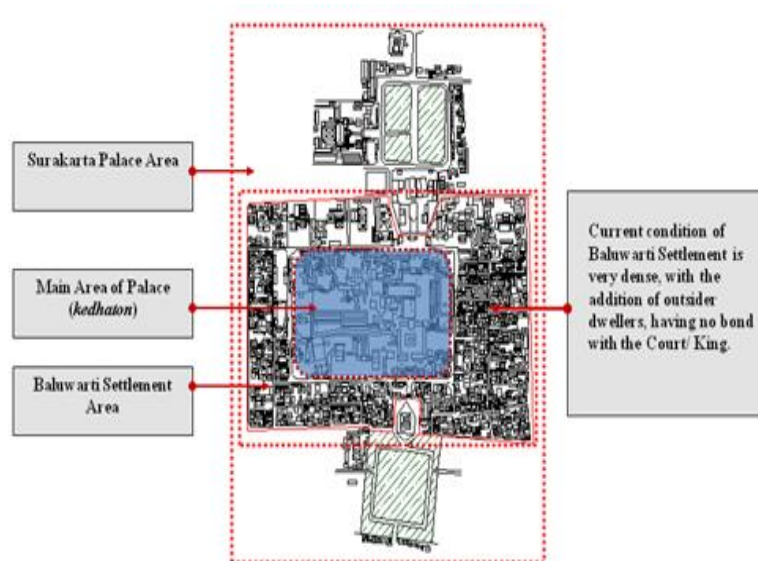 Surakarta Palace Area
Main Area of Palace
(kedhaton)
Baluwarti Settlement
Area
Current condition of
Baluwarti Settlement is
very dense, with the
addition of outsider
dwellers, having no bond
with the Court/ King.